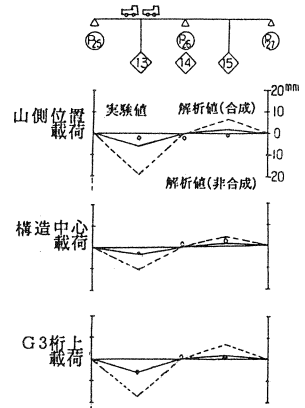 P25
P26
P27
13
14
15
山側位置
載荷
実験値
解析値(合成)
解析値(非合成)
20mm
10
0
10
20
構造中心
載荷
G3桁上
載荷